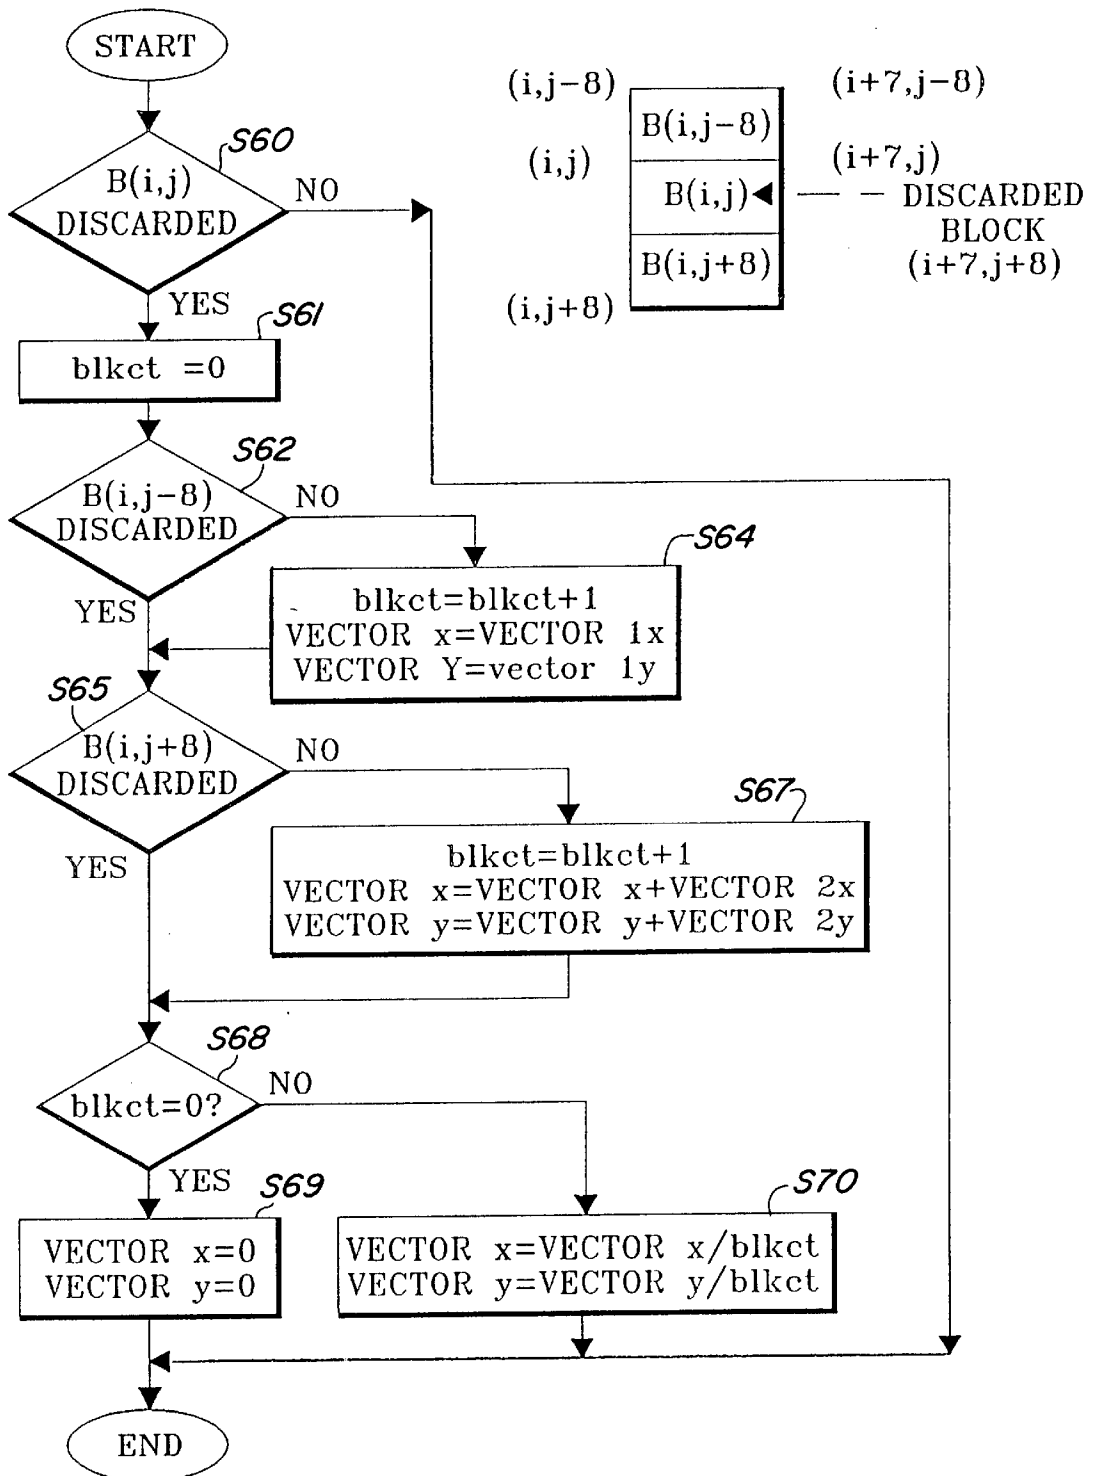 START
S60
B(i,j)
DISCARDED
NO
YES
(i,j-8)
(i+7,j-8)
B(i,j-8)
(i,j)
(i+7,j)
B(i,j)
DISCARDED
BLOCK
B(i,j+8)
(i+7,j+8)
(i,j+8)
S61
blkct =0
S62
B(i,j-8)
DISCARDED
NO
YES
S64
blkct=blkct+1
VECTOR x=VECTOR 1x
VECTOR Y=vector 1y
S65
B(i,j+8)
DISCARDED
NO
YES
S67
blkct=blkct+1
VECTOR x=VECTOR x+VECTOR 2x
VECTOR y=VECTOR y+VECTOR 2y
S68
blkct=0?
NO
YES
S69
VECTOR x=0
VECTOR y=0
S70
VECTOR x=VECTOR x/blkct
VECTOR y=VECTOR y/blkct
END